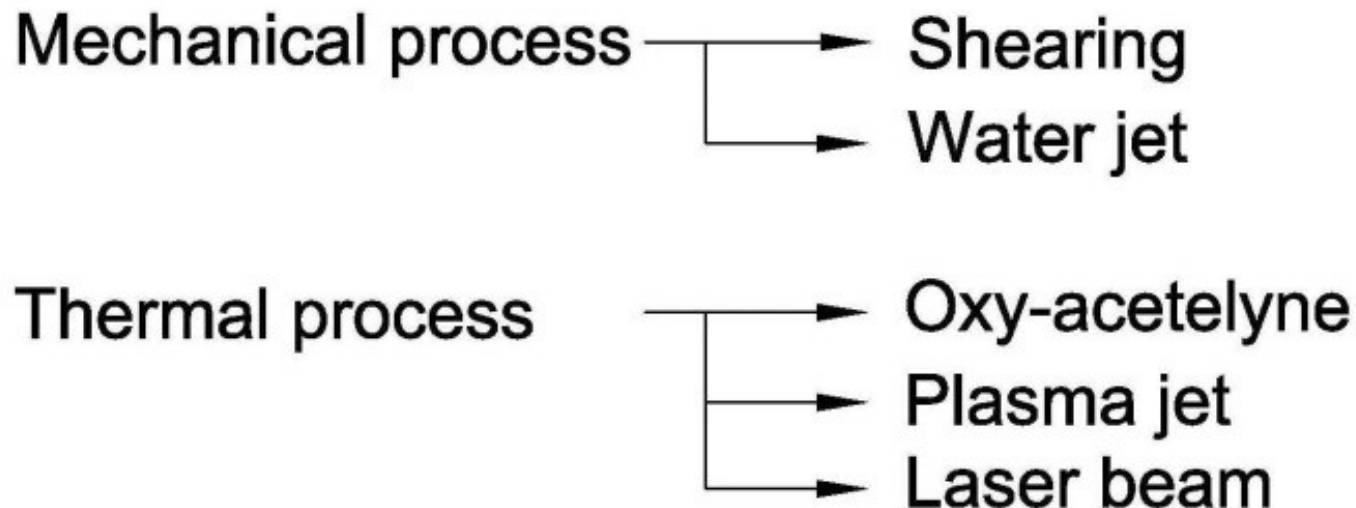 Mechanical process
Shearing
Water jet
Thermal process
Oxy-acetelyne
Plasma jet
Laser beam